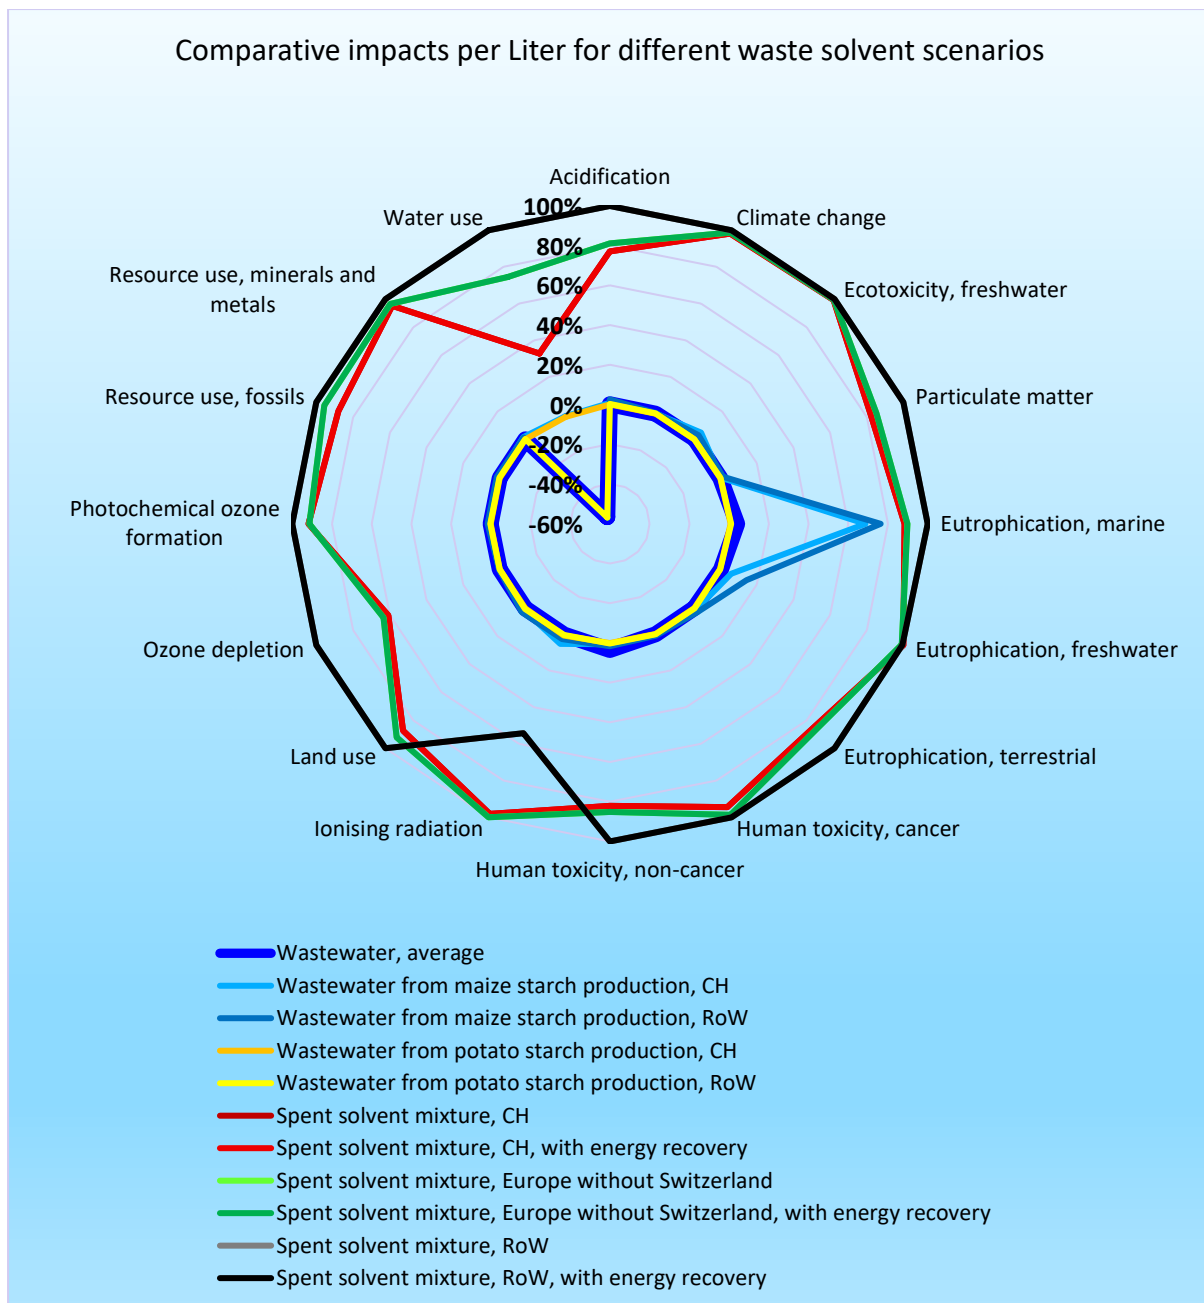 Comparative impacts per Liter for different waste solvent scenarios
Acidification
100%
Water use
Climate change
80%
Resource use, minerals and
metals
Ecotoxicity, freshwater
60%
40%
20%
Resource use, fossils
Particulate matter
0%
-20%
-40%
Photochemical ozone
formation
-60%
Eutrophication, marine
Ozone depletion
Eutrophication, freshwater
Land use
Eutrophication, terrestrial
Ionising radiation
Human toxicity, cancer
Human toxicity, non-cancer
Wastewater, average
Wastewater from maize starch production, CH
Wastewater from maize starch production, RoW
Wastewater from potato starch production, CH
Wastewater from potato starch production, RoW
Spent solvent mixture, CH
Spent solvent mixture, CH, with energy recovery
Spent solvent mixture, Europe without Switzerland
Spent solvent mixture, Europe without Switzerland, with energy recovery
Spent solvent mixture, RoW
Spent solvent mixture, RoW, with energy recovery